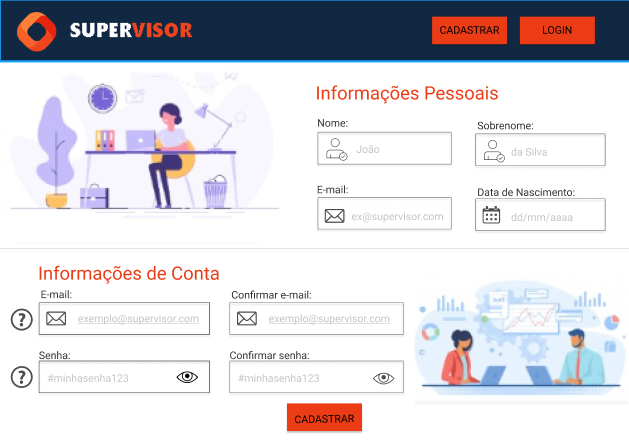 SUPERVISOR
CADASTRAR
LOGIN
Informações Pessoais
Nome:
Sobrenome:
João
da Silva
E-mail:
Data de Nascimento:
ex@supervisor.com
dd/mm/aaaa
Informações de Conta
E-mail:
Confirmar e-mail:
?
exemplo@supervisor.com
exemplo@supervisor.com
Senha:
Confirmar senha:
?
#minhasenha123
#minhasenha123
CADASTRAR